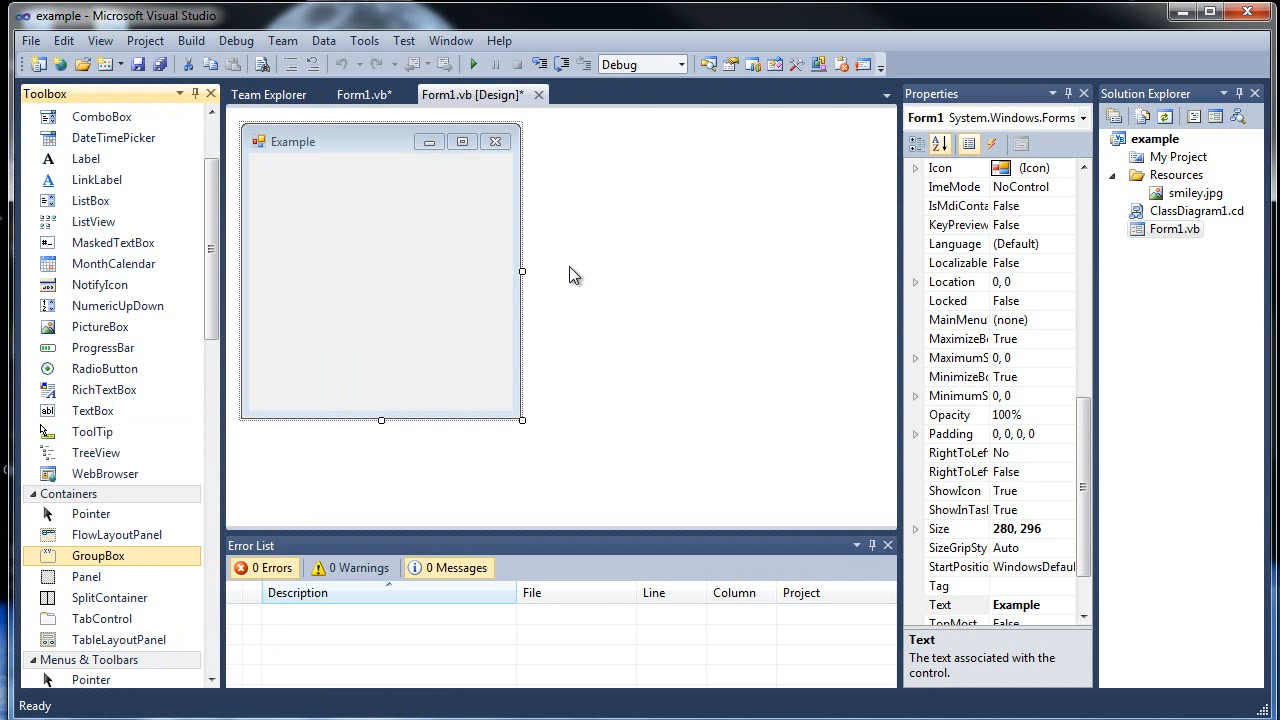 example - Microsoft Visual Studio
File Edit View Project Build Debug Team Data Tools Test Window Help
Debug
Toolbox
ComboBox
DateTimePicker
Label
LinkLabel
ListBox
ListView
MaskedTextBox
MonthCalendar
NotifyIcon
NumericUpDown
PictureBox
ProgressBar
RadioButton
RichTextBox
TextBox
ToolTip
TreeView
WebBrowser
Containers
Pointer
FlowLayoutPanel
GroupBox
Panel
SplitContainer
TabControl
TableLayoutPanel
Menus & Toolbars
Pointer
Team Explorer Form1.vb* Form1.vb [Design]*
Example
Error List
0 Errors 0 Warnings 0 Messages
Description File Line Column Project
Properties
Form1 System.Windows.Forms
Icon (Icon)
ImeMode NoControl
IsMdiConta False
KeyPreview False
Language (Default)
Localizable False
Location 0, 0
Locked False
MainMenu (none)
MaximizeBo True
MaximumS 0, 0
MinimizeBo True
MinimumS 0, 0
Opacity 100%
Padding 0, 0, 0, 0
RightToLef No
RightToLef False
ShowIcon True
ShowInTask True
Size 280, 296
SizeGripSty Auto
StartPositio WindowsDefaul
Tag
Text Example
TopMost False
Text
The text associated with the
control.
Solution Explorer
example
My Project
Resources
smiley.jpg
ClassDiagram1.cd
Form1.vb
Ready